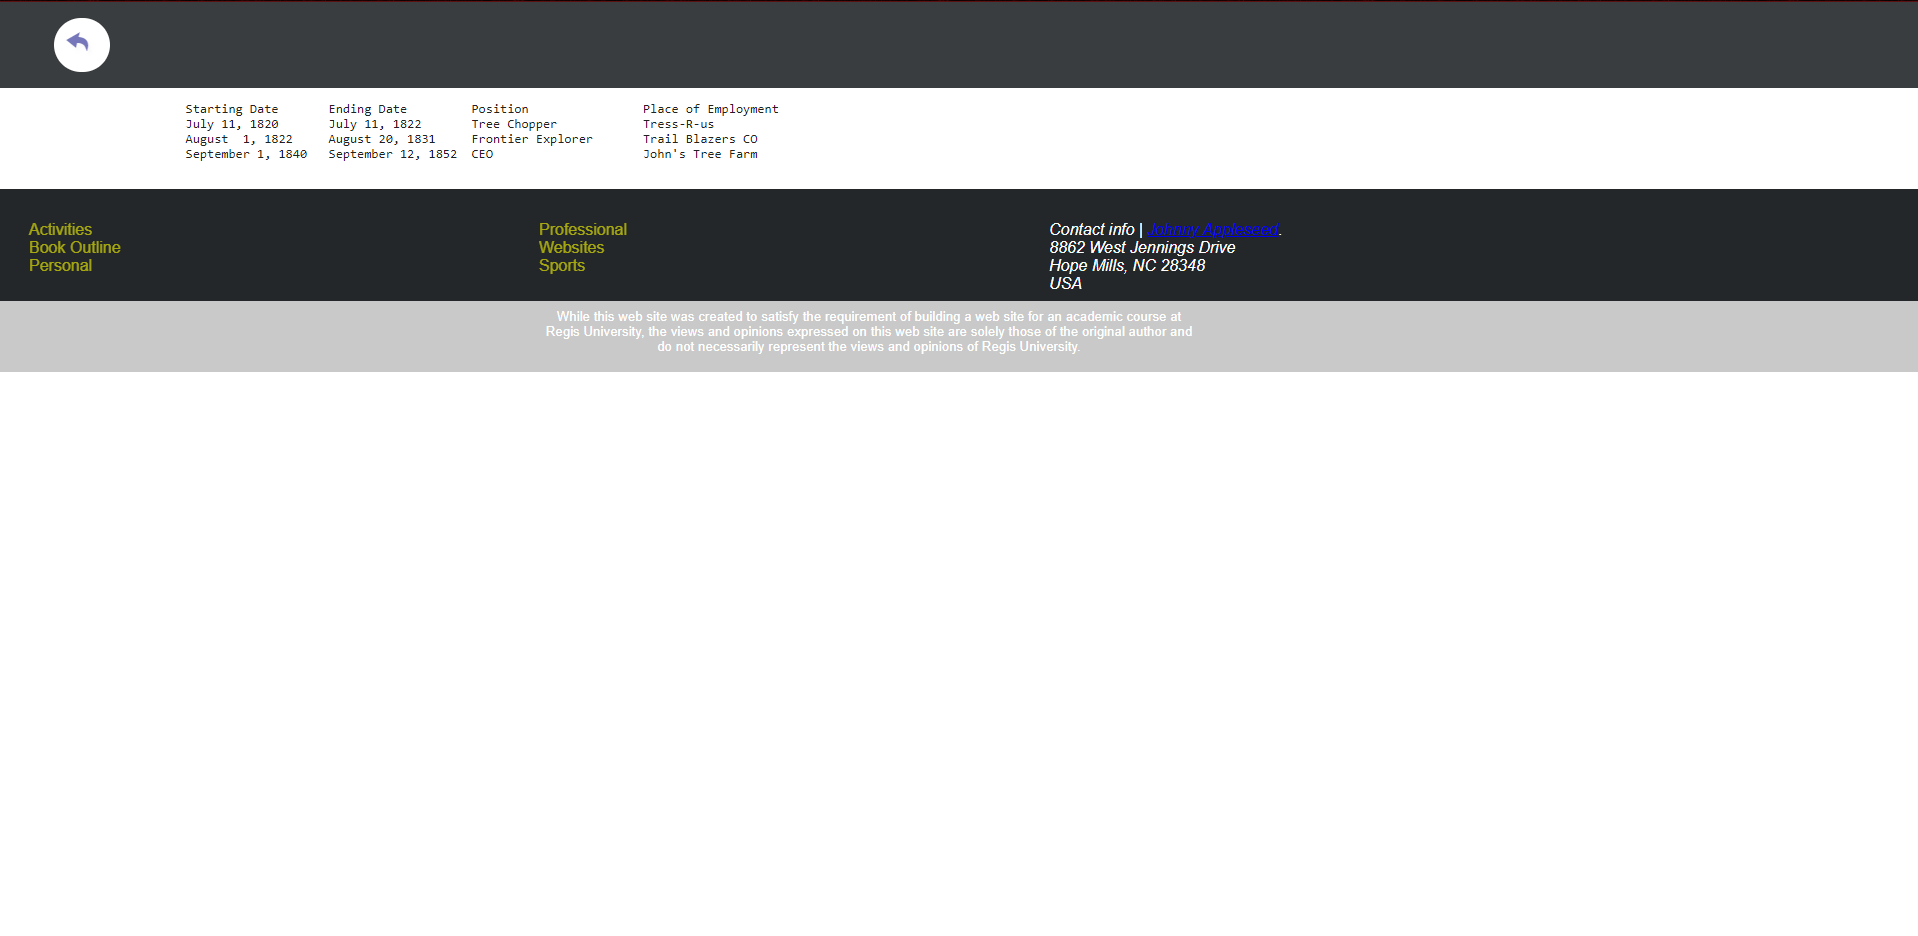 Starting Date Ending Date Position Place of Employment
July 11, 1820 July 11, 1822 Tree Chopper Tress-R-us
August 1, 1822 August 20, 1831 Frontier Explorer Trail Blazers CO
September 1, 1840 September 12, 1852 CEO John's Tree Farm
Activities
Book Outline
Personal
Professional
Websites
Sports
Contact info | Johnny Appleseed.
8862 West Jennings Drive
Hope Mills, NC 28348
USA
While this web site was created to satisfy the requirement of building a web site for an academic course at
Regis University, the views and opinions expressed on this web site are solely those of the original author and
do not necessarily represent the views and opinions of Regis University.